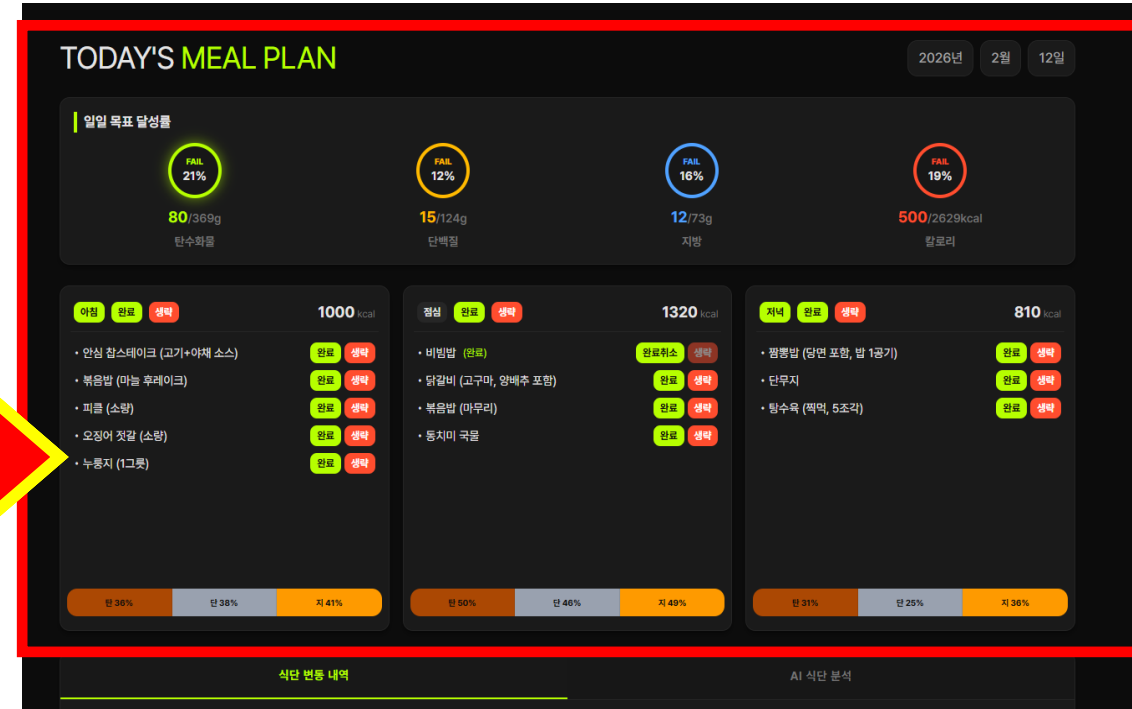 TODAY'S MEAL PLAN
2026년 2월 12일
일일 목표 달성률
FAIL FAIL FAIL FAIL
21% 12% 16% 19%
80/369g 15/124g 12/73g 500/2629kcal
탄수화물 단백질 지방 칼로리
아침 완료 생략 1000 kcal
• 안심 찹스테이크 (고기+야채 소스) 완료 생략
• 볶음밥 (마늘 후레이크) 완료 생략
• 피클 (소량) 완료 생략
• 오징어 젓갈 (소량) 완료 생략
• 누룽지 (1그릇) 완료 생략
탄 36% 단 38% 지 41%
점심 완료 생략 1320 kcal
• 비빔밥 (완료) 완료취소 생략
• 닭갈비 (고구마, 양배추 포함) 완료 생략
• 볶음밥 (마무리) 완료 생략
• 동치미 국물 완료 생략
탄 50% 단 46% 지 49%
저녁 완료 생략 810 kcal
• 짬뽕밥 (당면 포함, 밥 1공기) 완료 생략
• 단무지 완료 생략
• 탕수육 (찍먹, 5조각) 완료 생략
탄 31% 단 25% 지 36%
식단 변동 내역 AI 식단 분석